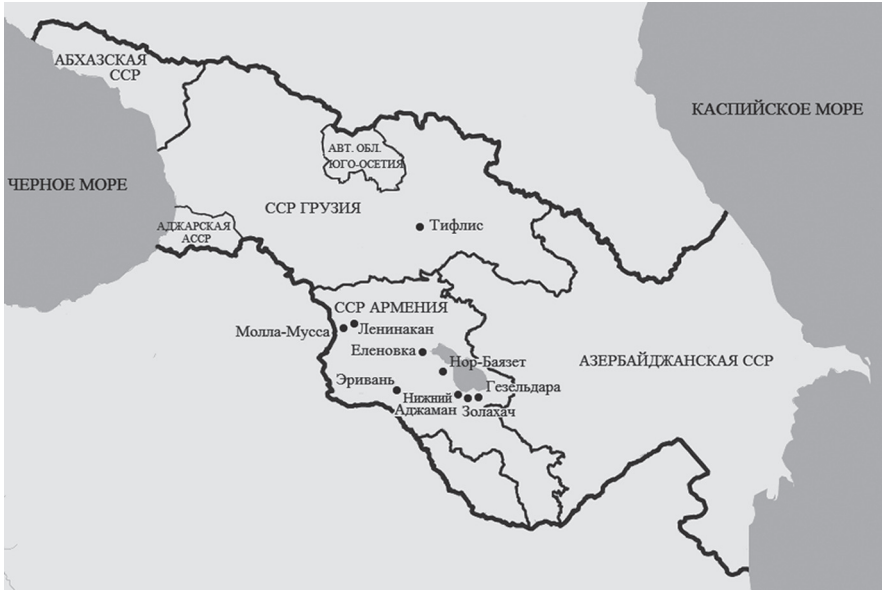 АБХАЗСКАЯ
ССР
КАСПИЙСКОЕ МОРЕ
АВТ. ОБЛ.
ЮГО-ОСЕТИЯ
ЧЕРНОЕ МОРЕ
ССР ГРУЗИЯ
АДЖАРСКАЯ
АССР
Тифлис
ССР АРМЕНИЯ
Молла-Мусса
Ленинакан
Еленовка
Нор-Баязет
АЗЕРБАЙДЖАНСКАЯ ССР
Эривань
Гезельдара
Нижний
Аджаман
Золахач